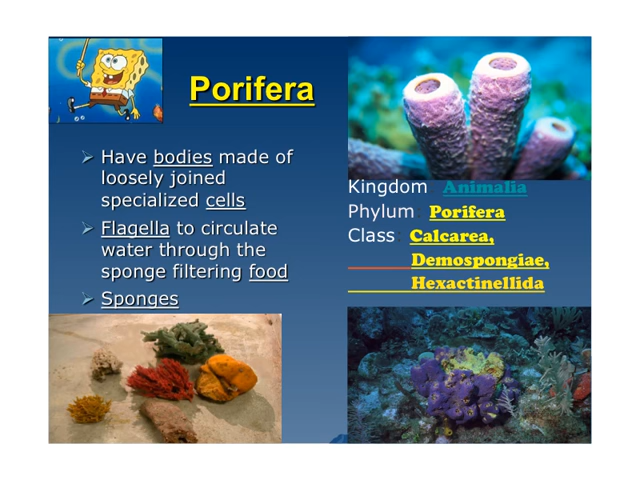 Porifera
Have bodies made of
loosely joined
specialized cells
Flagella to circulate
water through the
sponge filtering food
Sponges
Kingdom: Animalia
Phylum: Porifera
Class: Calcarea,
Demospongiae,
Hexactinellida